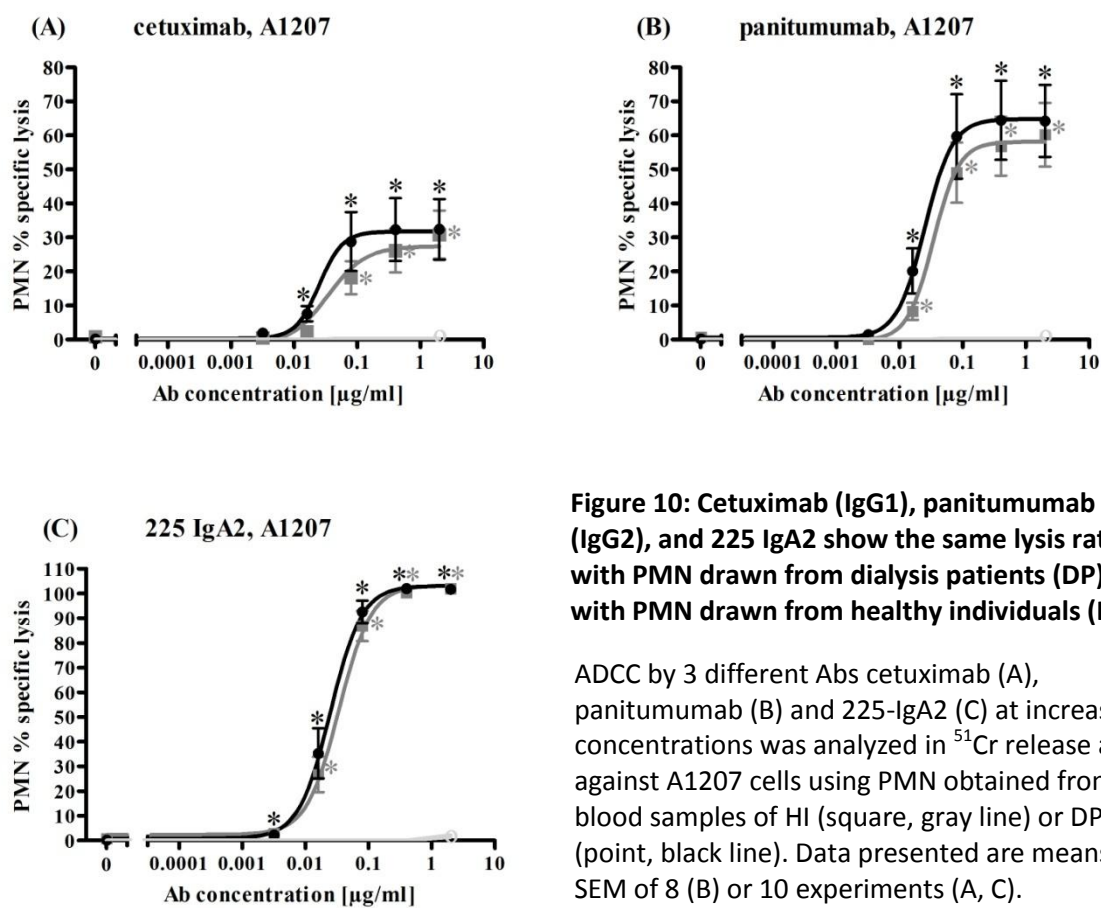 (A) cetuximab, A1207
80
70
60
50
40
30
20
10
0
PMN % specific lysis
* * * * * * *
0 0.0001 0.001 0.01 0.1 1 10
Ab concentration [µg/ml]
(B) panitumumab, A1207
80
70
60
50
40
30
20
10
0
PMN % specific lysis
* * * * * * * *
0 0.0001 0.001 0.01 0.1 1 10
Ab concentration [µg/ml]
(C) 225 IgA2, A1207
110
100
90
80
70
60
50
40
30
20
10
0
PMN % specific lysis
* * * * * * * * *
0 0.0001 0.001 0.01 0.1 1 10
Ab concentration [µg/ml]
Figure 10: Cetuximab (IgG1), panitumumab
(IgG2), and 225 IgA2 show the same lysis rat
with PMN drawn from dialysis patients (DP)
with PMN drawn from healthy individuals (
ADCC by 3 different Abs cetuximab (A),
panitumumab (B) and 225-IgA2 (C) at increas
concentrations was analyzed in ⁵¹Cr release a
against A1207 cells using PMN obtained from
blood samples of HI (square, gray line) or DP
(point, black line). Data presented are means
SEM of 8 (B) or 10 experiments (A, C).